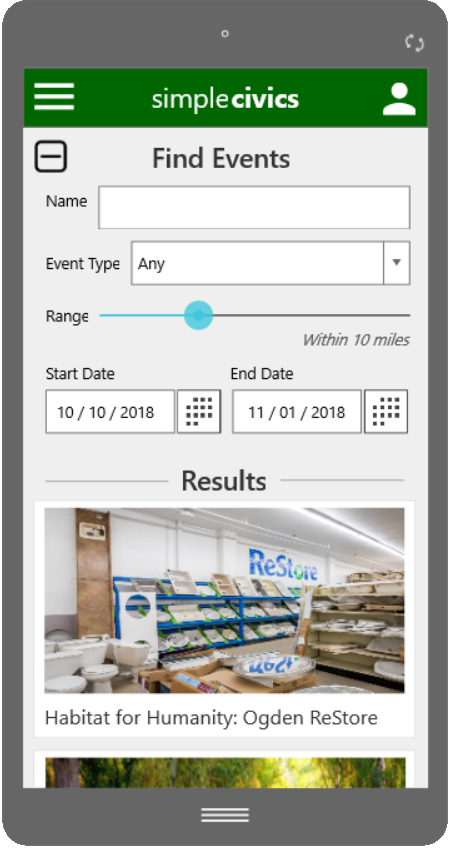 simplecivics
Find Events
Name
Event Type Any
Range
Within 10 miles
Start Date End Date
10 / 10 / 2018 11 / 01 / 2018
Results
ReStore
Habitat for Humanity: Ogden ReStore